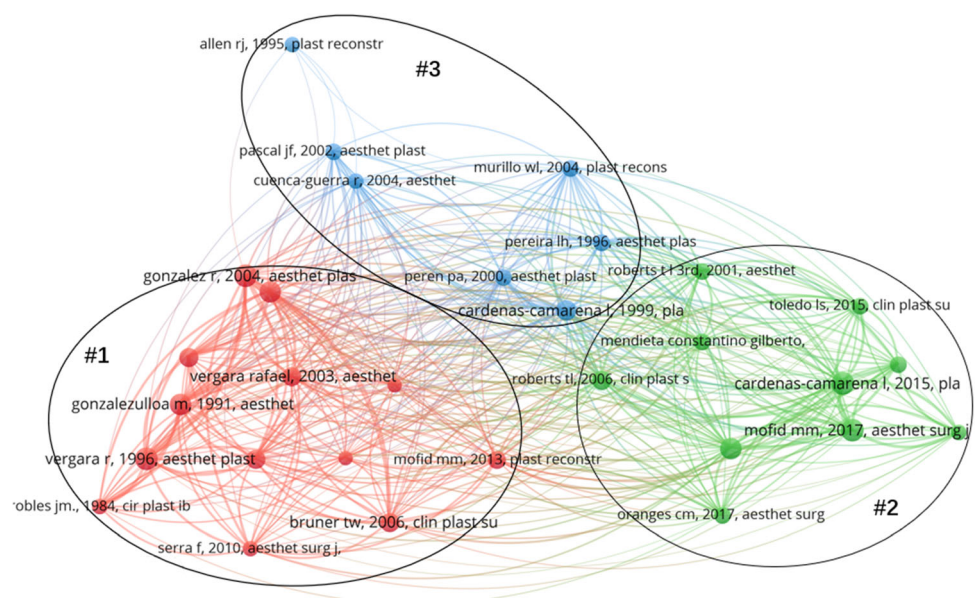 allen rj, 1995, plast reconstr
#3
pascal jf, 2002, aesthet plast
murillo wl, 2004, plast recons
cuenca-guerra r, 2004, aesthet
pereira lh, 1996, aesthet plas
gonzalez r, 2004, aesthet plas
peren pa, 2000, aesthet plast
roberts t l 3rd, 2001, aesthet
cardenas-camarena l, 1999, pla
toledo ls, 2015, clin plast su
mendieta constantino gilberto,
#1
vergara rafael, 2003, aesthet
roberts tl, 2006, clin plast s
cardenas-camarena l, 2015, pla
gonzalezulloa m, 1991, aesthet
mofid mm, 2017, aesthet surg j
vergara r, 1996, aesthet plast
mofid mm, 2013, plast reconstr
robles jm., 1984, cir plast ib
oranges cm, 2017, aesthet surg
#2
bruner tw, 2006, clin plast su
serra f, 2010, aesthet surg j,